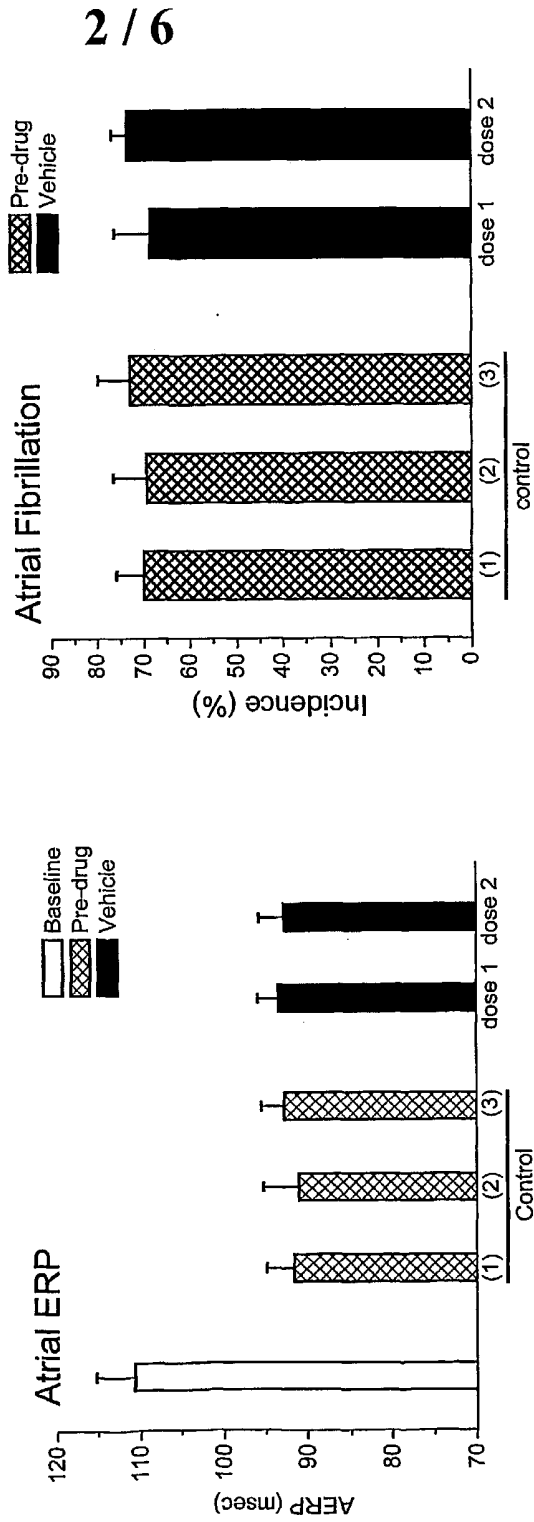 2 / 6
Atrial ERP
Baseline
Pre-drug
Vehicle
120
110
100
90
80
70
AERP (msec)
(1)
(2)
(3)
dose 1
dose 2
Control
Atrial Fibrillation
Pre-drug
Vehicle
90
80
70
60
50
40
30
20
10
0
Incidence (%)
(1)
(2)
(3)
dose 1
dose 2
control